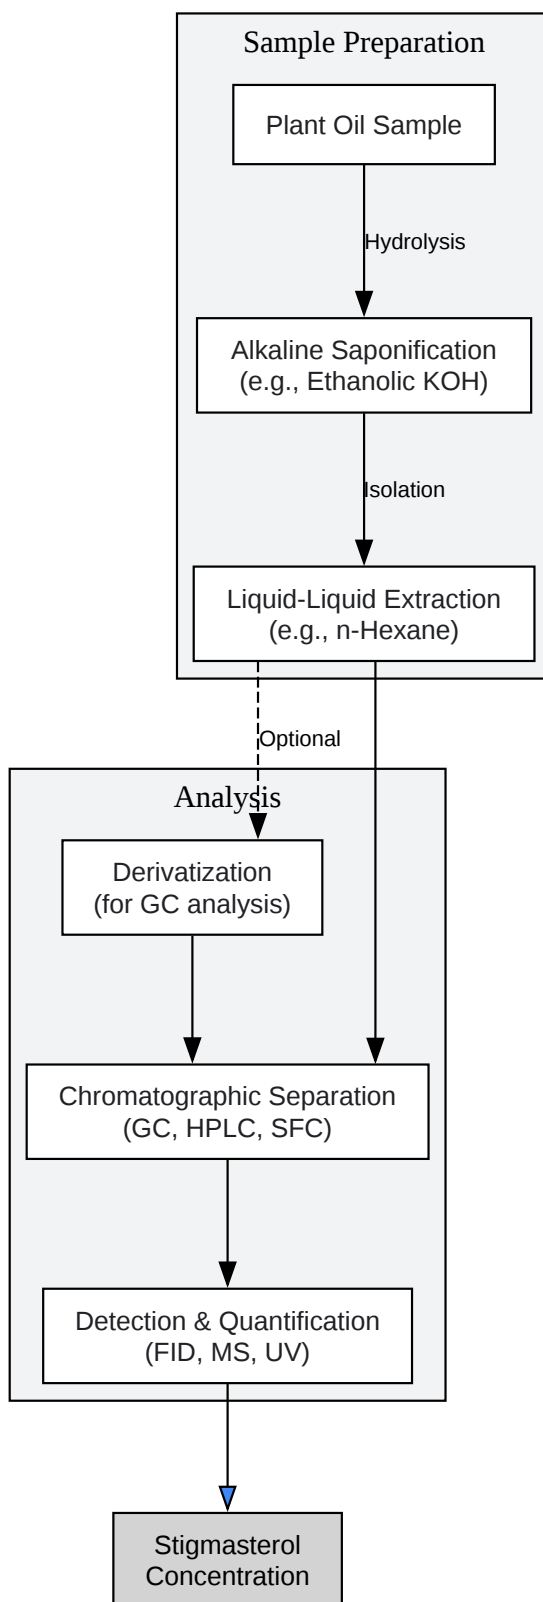 Sample Preparation
Plant Oil Sample
Hydrolysis
Alkaline Saponification
(e.g., Ethanolic KOH)
Isolation
Liquid-Liquid Extraction
(e.g., n-Hexane)
Optional
Analysis
Derivatization
(for GC analysis)
Chromatographic Separation
(GC, HPLC, SFC)
Detection & Quantification
(FID, MS, UV)
Stigmasterol
Concentration